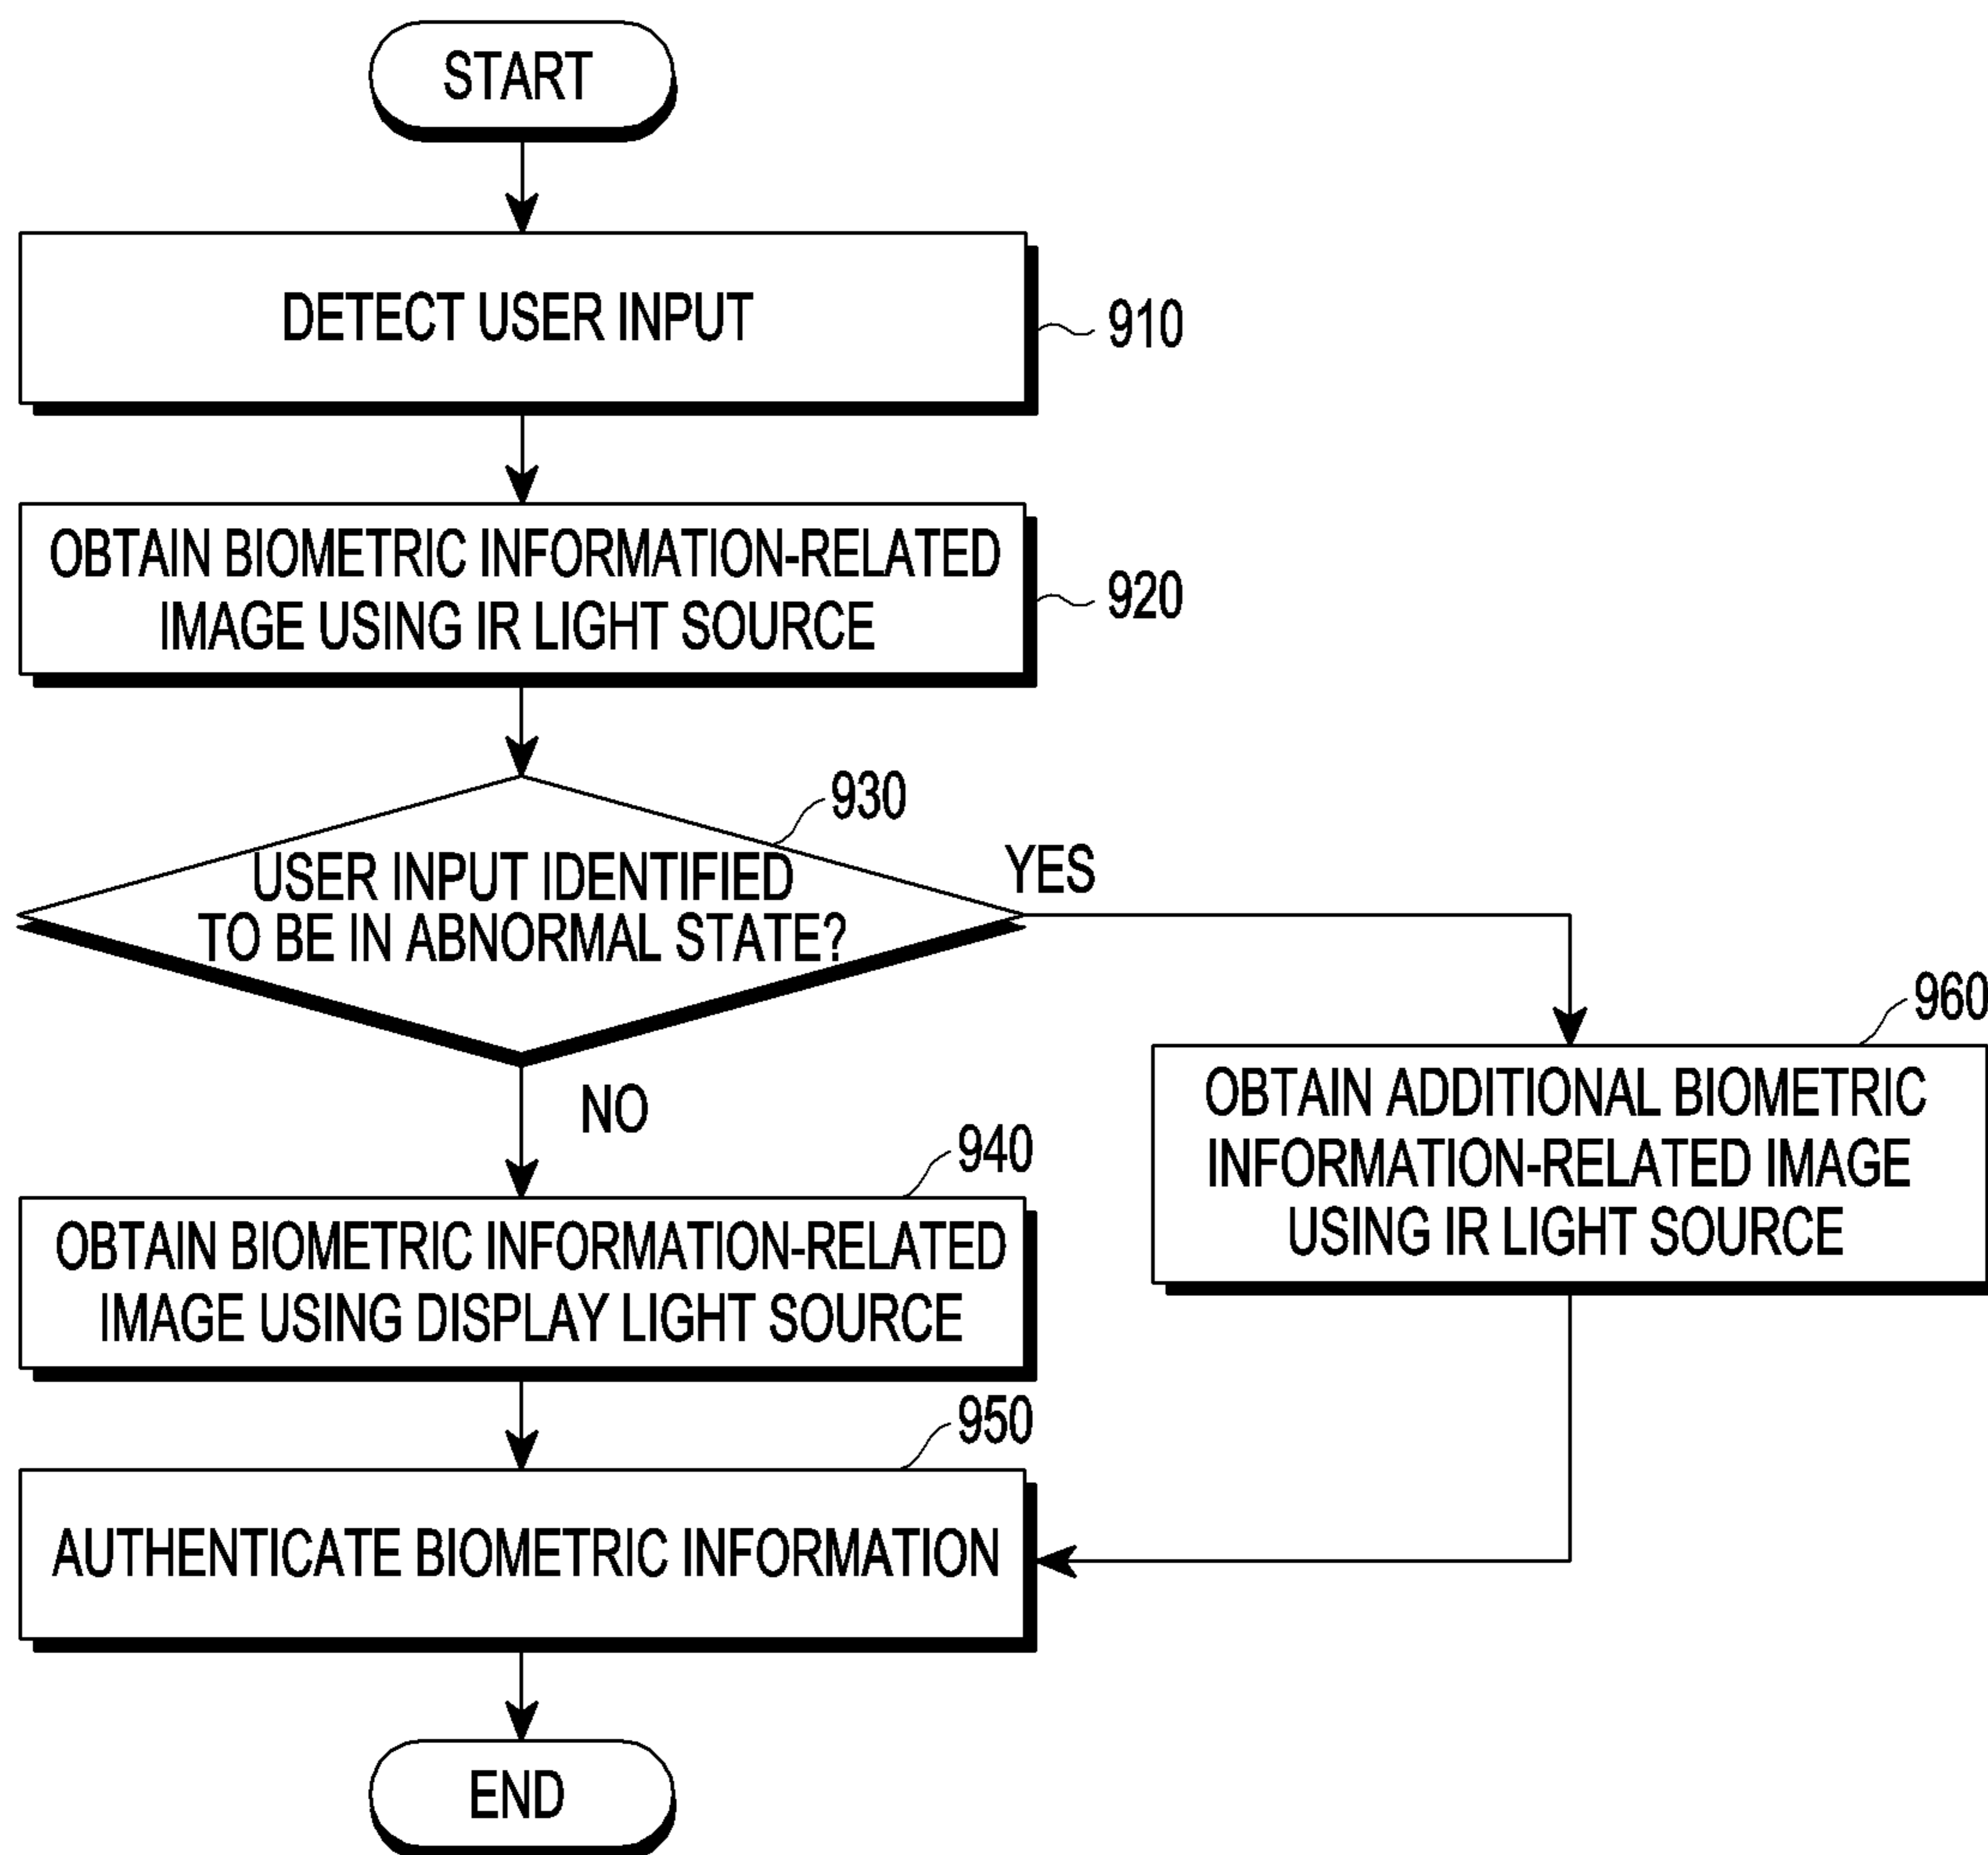 START
DETECT USER INPUT
910
OBTAIN BIOMETRIC INFORMATION-RELATED
IMAGE USING IR LIGHT SOURCE
920
930
USER INPUT IDENTIFIED
TO BE IN ABNORMAL STATE?
YES
NO
960
OBTAIN ADDITIONAL BIOMETRIC
INFORMATION-RELATED IMAGE
USING IR LIGHT SOURCE
940
OBTAIN BIOMETRIC INFORMATION-RELATED
IMAGE USING DISPLAY LIGHT SOURCE
950
AUTHENTICATE BIOMETRIC INFORMATION
END